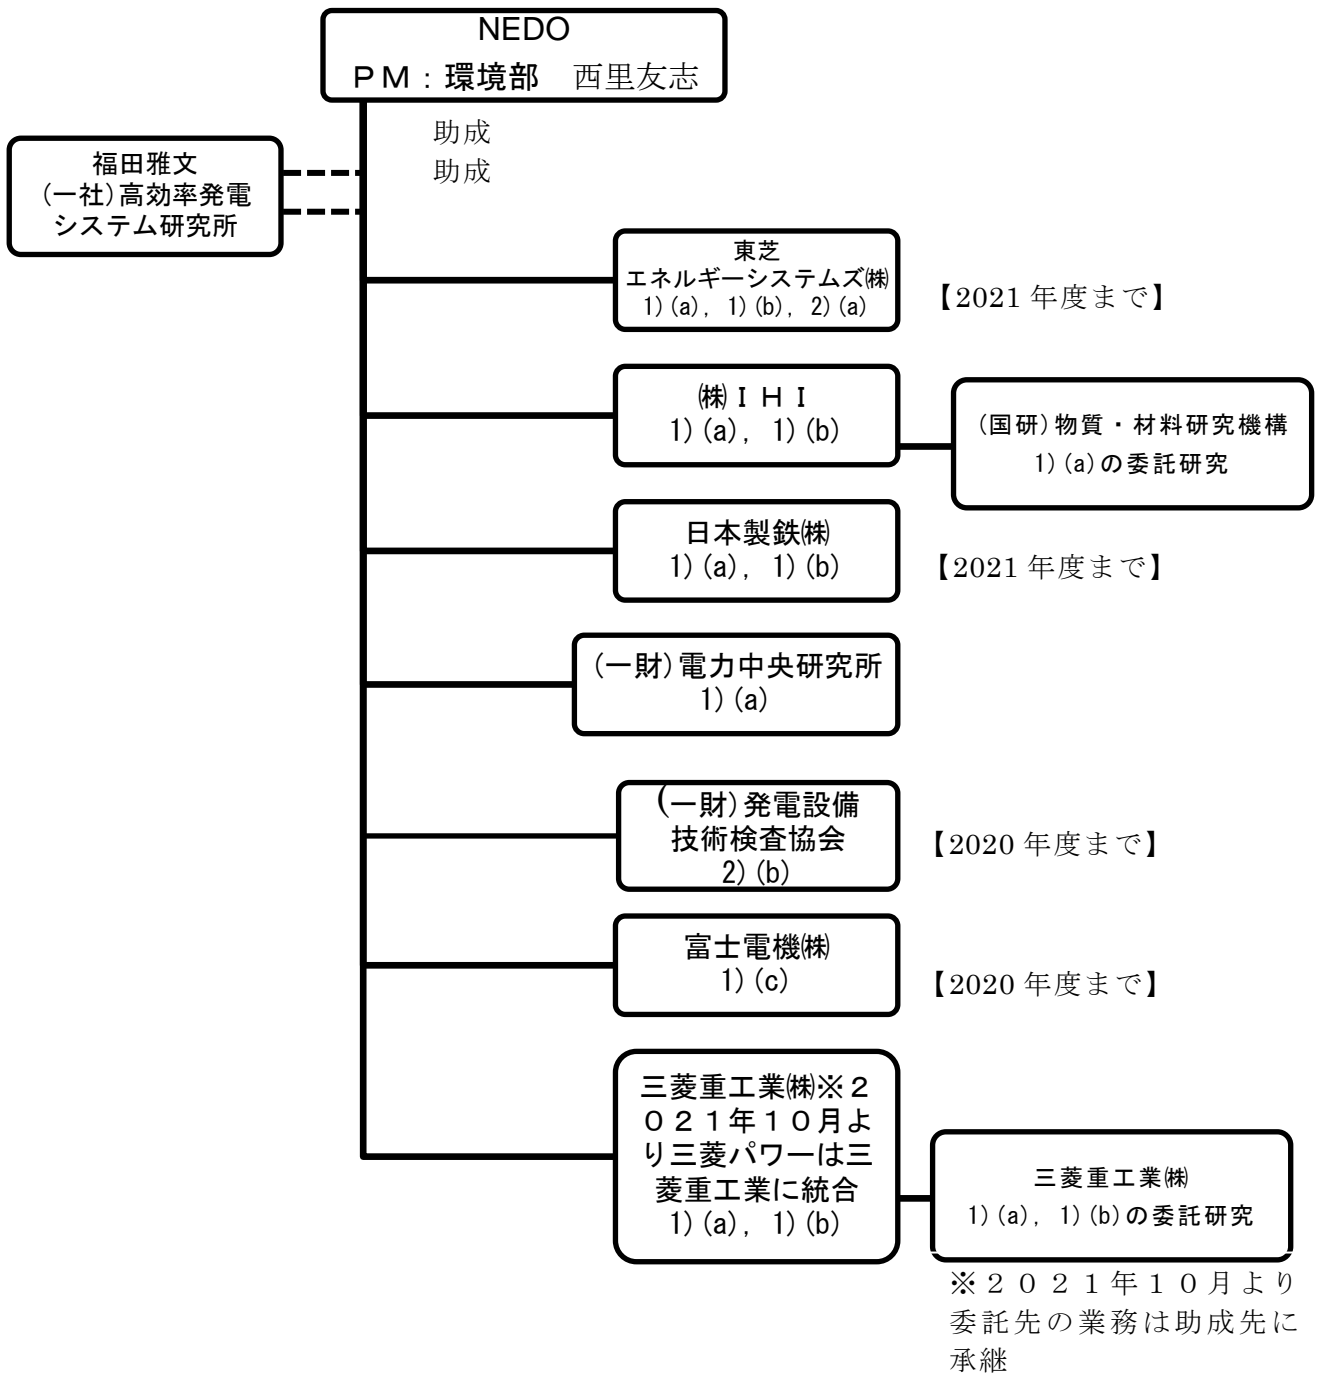 NEDO
ＰＭ：環境部　西里友志
助成
助成
福田雅文
(一社)高効率発電
システム研究所
東芝
エネルギーシステムズ㈱
1)(a), 1)(b), 2)(a)
【2021 年度まで】
㈱ＩＨＩ
1)(a), 1)(b)
(国研)物質・材料研究機構
1)(a)の委託研究
日本製鉄㈱
1)(a), 1)(b)
【2021 年度まで】
(一財)電力中央研究所
1)(a)
(一財)発電設備
技術検査協会
2)(b)
【2020 年度まで】
富士電機㈱
1)(c)
【2020 年度まで】
三菱重工業㈱※２
０２１年１０月よ
り三菱パワーは三
菱重工業に統合
1)(a), 1)(b)
三菱重工業㈱
1)(a), 1)(b)の委託研究
※２０２１年１０月より
委託先の業務は助成先に
承継